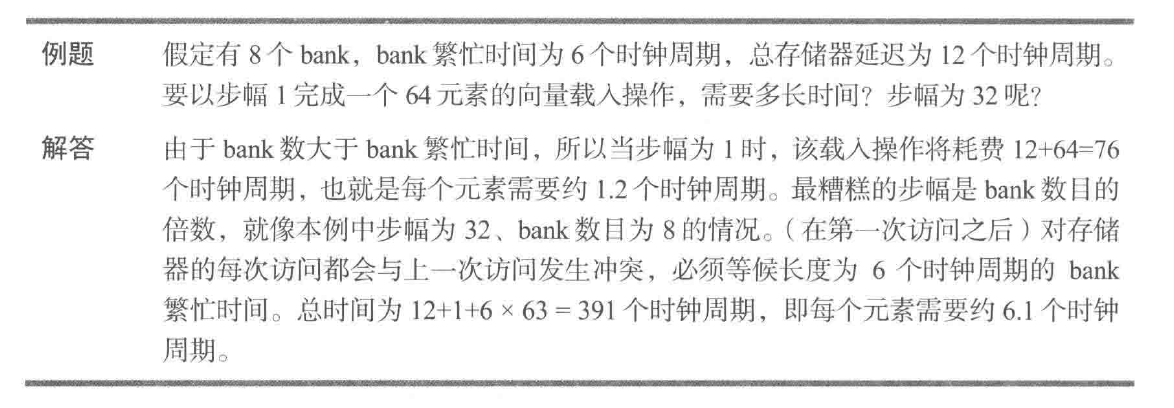 例题 假定有 8 个 bank，bank 繁忙时间为 6 个时钟周期，总存储器延迟为 12 个时钟周期。
要以步幅 1 完成一个 64 元素的向量载入操作，需要多长时间？步幅为 32 呢？
解答 由于 bank 数大于 bank 繁忙时间，所以当步幅为 1 时，该载入操作将耗费 12+64=76
个时钟周期，也就是每个元素需要约 1.2 个时钟周期。最糟糕的步幅是 bank 数目的
倍数，就像本例中步幅为 32、bank 数目为 8 的情况。（在第一次访问之后）对存储
器的每次访问都会与上一次访问发生冲突，必须等候长度为 6 个时钟周期的 bank
繁忙时间。总时间为 12+1+6 × 63 = 391 个时钟周期，即每个元素需要约 6.1 个时钟
周期。